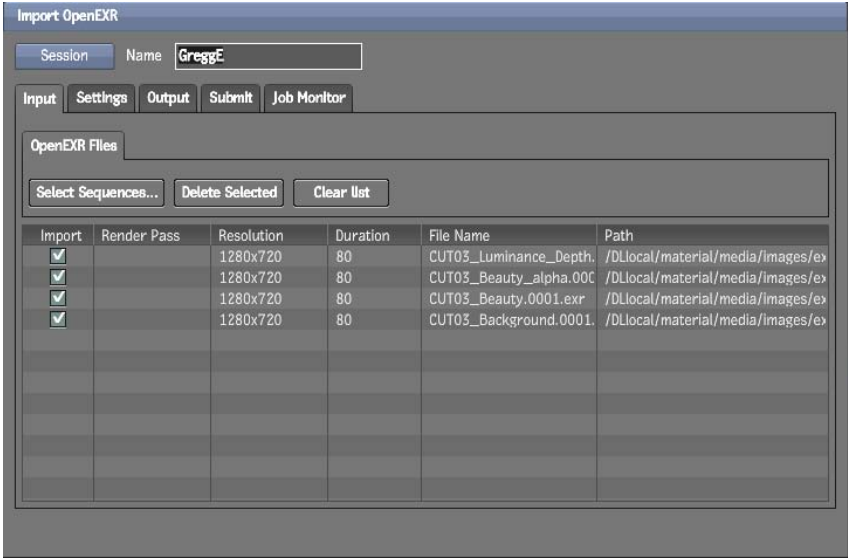 Import OpenEXR
Session Name GreggE
Input Settings Output Submit Job Monitor
OpenEXR Files
Select Sequences... Delete Selected Clear list
Import Render Pass Resolution Duration File Name Path
1280x720 80 CUT03_Luminance_Depth. /DLlocal/material/media/images/ex
1280x720 80 CUT03_Beauty_alpha.000 /DLlocal/material/media/images/ex
1280x720 80 CUT03_Beauty.0001.exr /DLlocal/material/media/images/ex
1280x720 80 CUT03_Background.0001. /DLlocal/material/media/images/ex